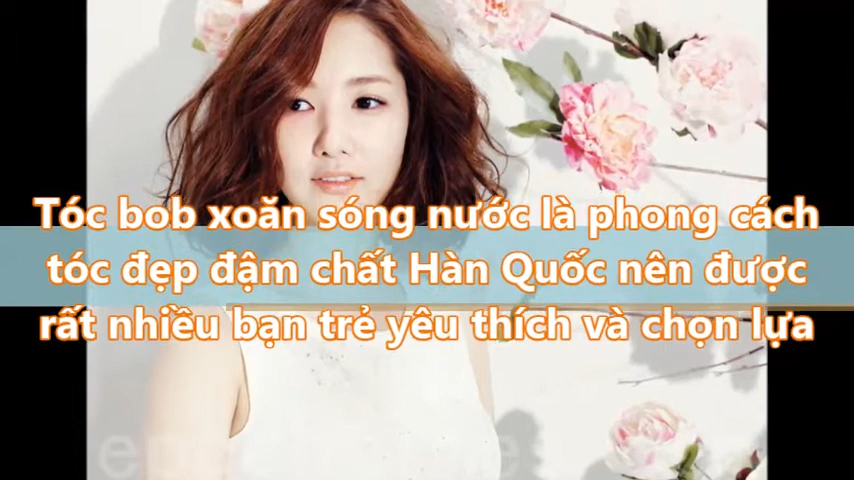 Tóc bob xoăn sóng nước là phong cách
tóc đẹp đậm chất Hàn Quốc nên được
rất nhiều bạn trẻ yêu thích và chọn lựa